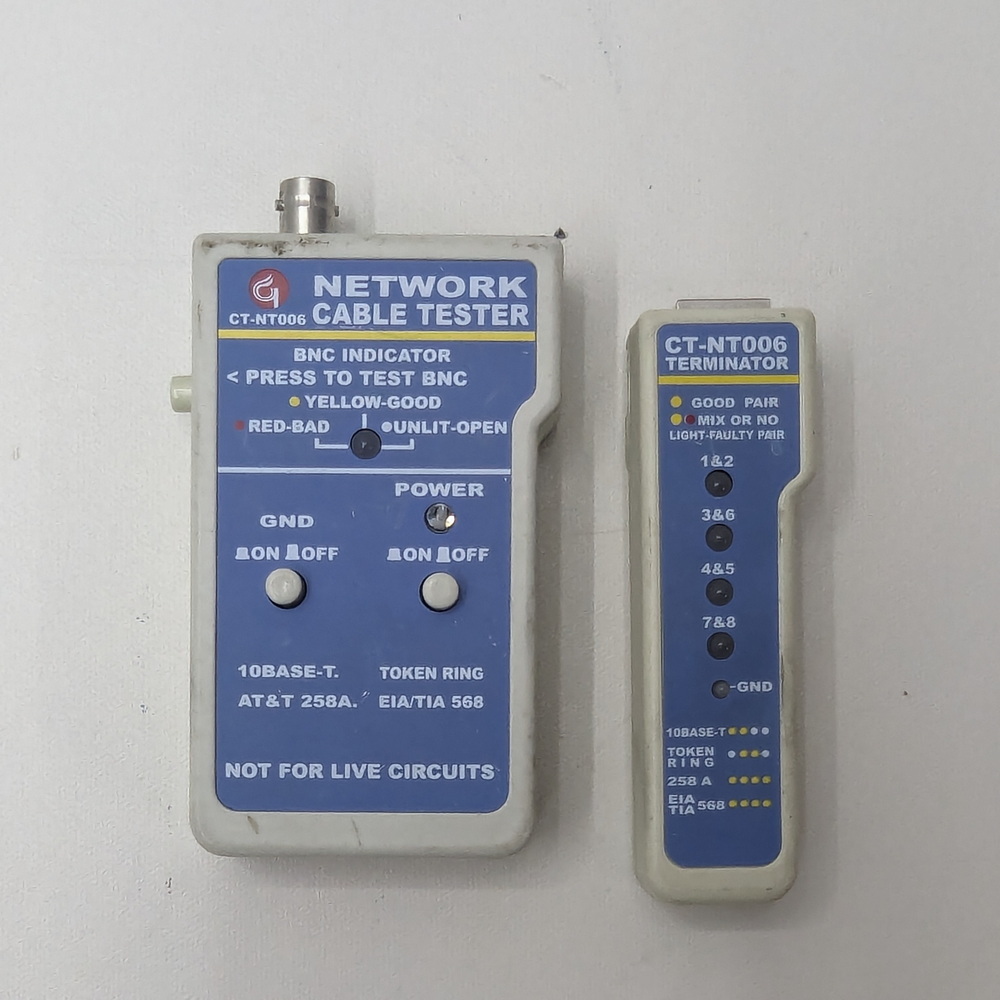 NETWORK
CT-NT006 CABLE TESTER
BNC INDICATOR
< PRESS TO TEST BNC
YELLOW-GOOD
RED-BAD UNLIT-OPEN
POWER
GND
ON OFF ON OFF
10BASE-T. TOKEN RING
AT&T 258A. EIA/TIA 568
NOT FOR LIVE CIRCUITS
CT-NT006
TERMINATOR
GOOD PAIR
MIX OR NO
LIGHT-FAULTY PAIR
1&2
3&6
4&5
7&8
-GND
10BASE-T
TOKEN
RING
258 A
EIA
TIA 568